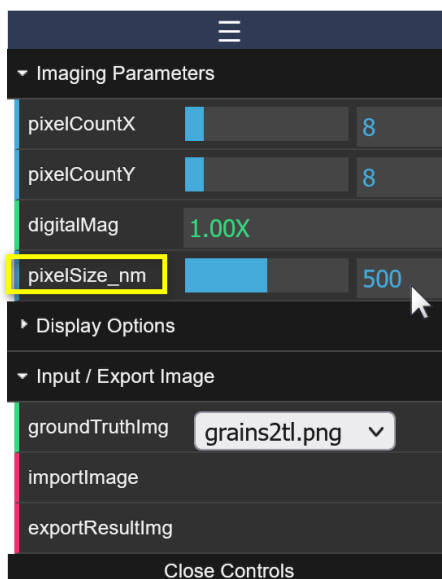 Imaging Parameters
pixelCountX 8
pixelCountY 8
digitalMag 1.00X
pixelSize_nm 500
Display Options
Input / Export Image
groundTruthImg grains2tl.png
importImage
exportResultImg
Close Controls